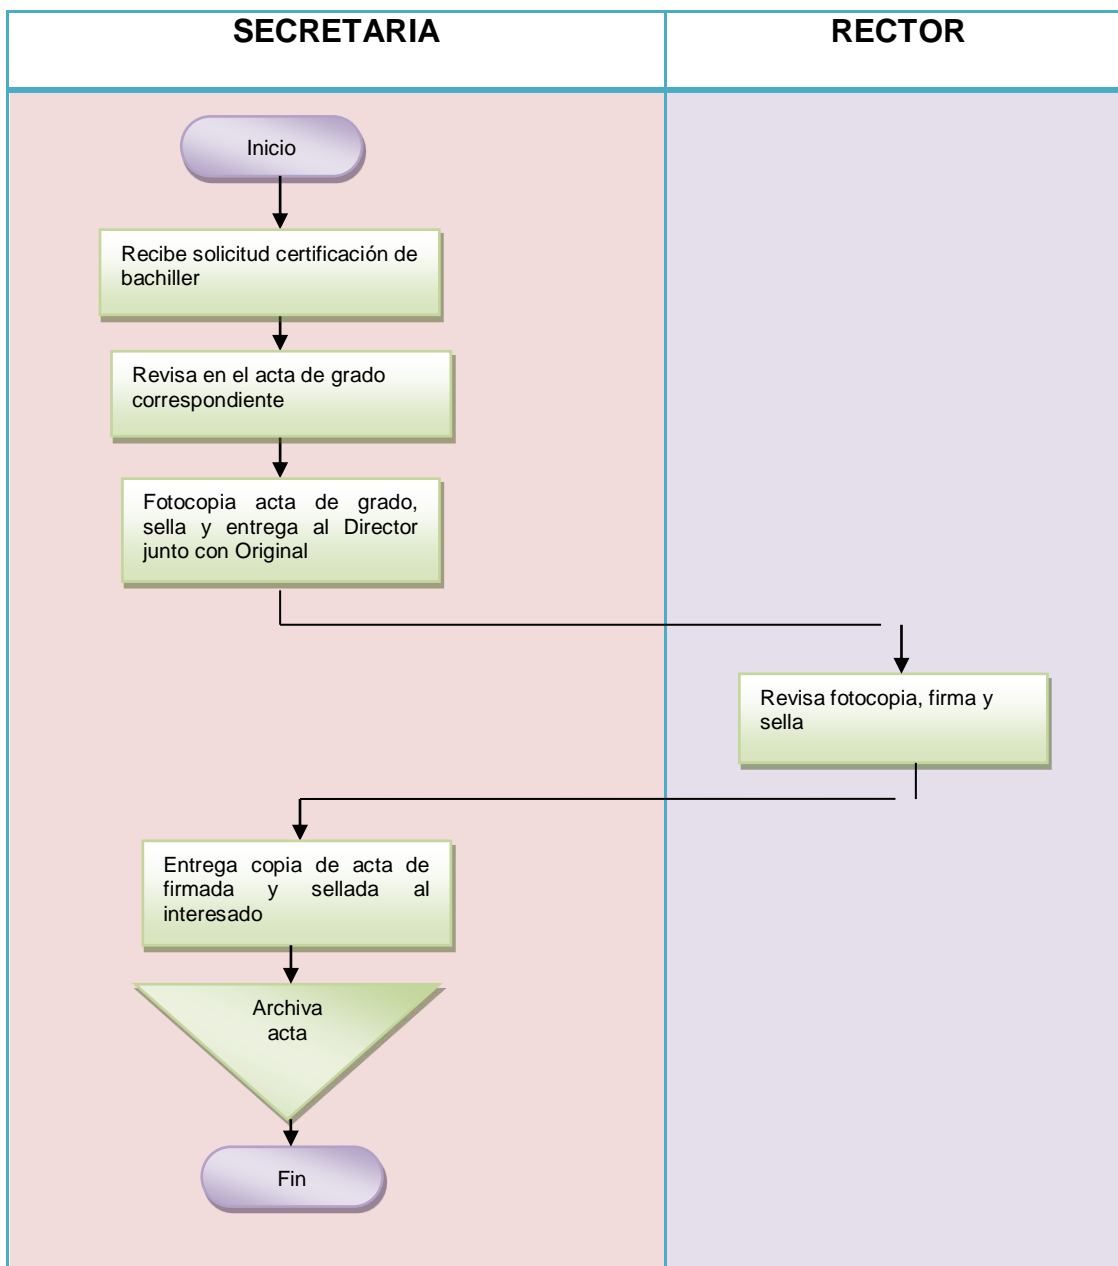 SECRETARIA
RECTOR
Inicio
Recibe solicitud certificación de
bachiller
Revisa en el acta de grado
correspondiente
Fotocopia acta de grado,
sella y entrega al Director
junto con Original
Revisa fotocopia, firma y
sella
Entrega copia de acta de
firmada y sellada al
interesado
Archiva
acta
Fin